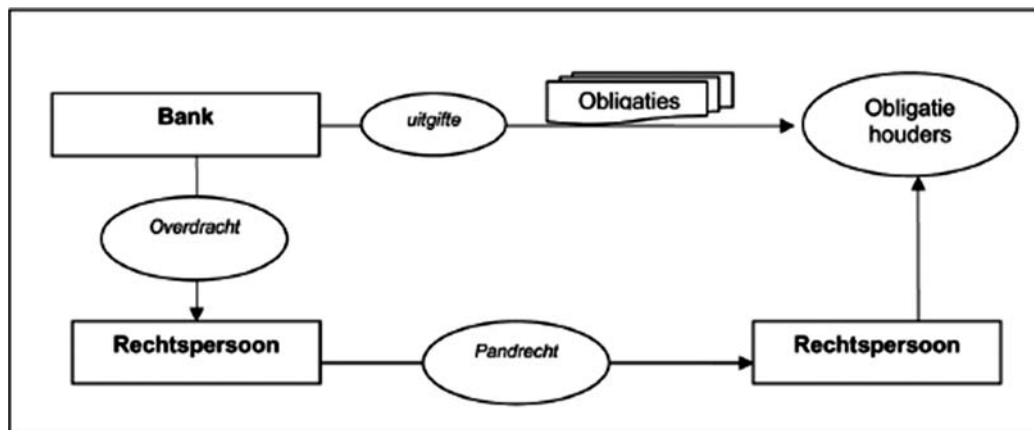 Bank
uitgifte
Obligaties
Obligatie
houders
Overdracht
Rechtspersoon
Pandrecht
Rechtspersoon